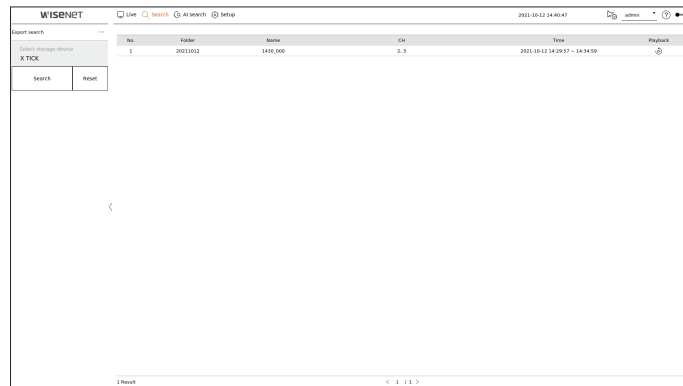 WISENET
Live Search AI search Setup 2021-10-12 14:40:47 admin
Export search
No. Folder Name CH Time Playback
1 20211012 1430_000 2, 3 2021-10-12 14:29:57 ~ 14:34:59
Select storage device
X TICK
Search Reset
1 Result < 1 / 1 >